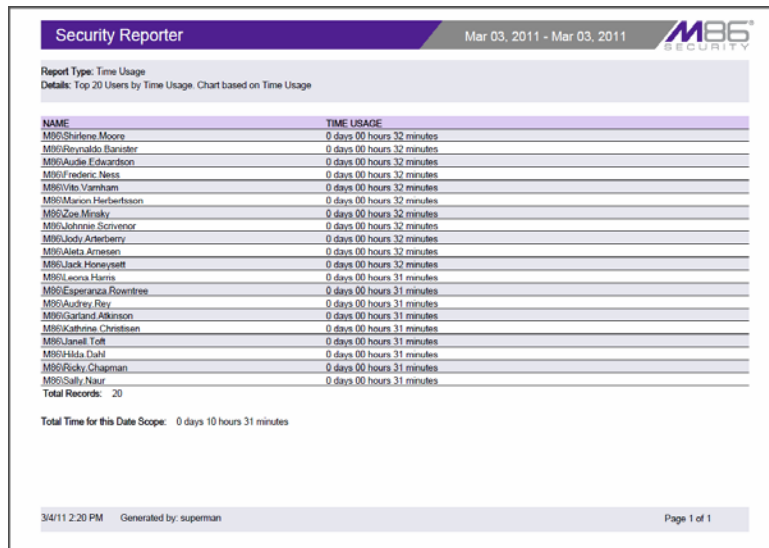 Security Reporter Mar 03, 2011 - Mar 03, 2011 M86 SECURITY
Report Type: Time Usage
Details: Top 20 Users by Time Usage. Chart based on Time Usage
NAME TIME USAGE
M86\Shirlene.Moore 0 days 00 hours 32 minutes
M86\Reynaldo.Banister 0 days 00 hours 32 minutes
M86\Audie.Edwardson 0 days 00 hours 32 minutes
M86\Frederic.Ness 0 days 00 hours 32 minutes
M86\Vito.Varnham 0 days 00 hours 32 minutes
M86\Marion.Herbertsson 0 days 00 hours 32 minutes
M86\Zoe.Minsky 0 days 00 hours 32 minutes
M86\Johnnie.Scrivenor 0 days 00 hours 32 minutes
M86\Jody.Arterberry 0 days 00 hours 32 minutes
M86\Aleta.Arnesen 0 days 00 hours 32 minutes
M86\Jack.Honeysett 0 days 00 hours 32 minutes
M86\Leona.Harris 0 days 00 hours 31 minutes
M86\Esperanza.Rowntree 0 days 00 hours 31 minutes
M86\Audrey.Rey 0 days 00 hours 31 minutes
M86\Garland.Atkinson 0 days 00 hours 31 minutes
M86\Kathrine.Christisen 0 days 00 hours 31 minutes
M86\Janell.Toft 0 days 00 hours 31 minutes
M86\Hilda.Dahl 0 days 00 hours 31 minutes
M86\Ricky.Chapman 0 days 00 hours 31 minutes
M86\Sally.Naur 0 days 00 hours 31 minutes
Total Records: 20
Total Time for this Date Scope: 0 days 10 hours 31 minutes
3/4/11 2:20 PM Generated by: superman Page 1 of 1